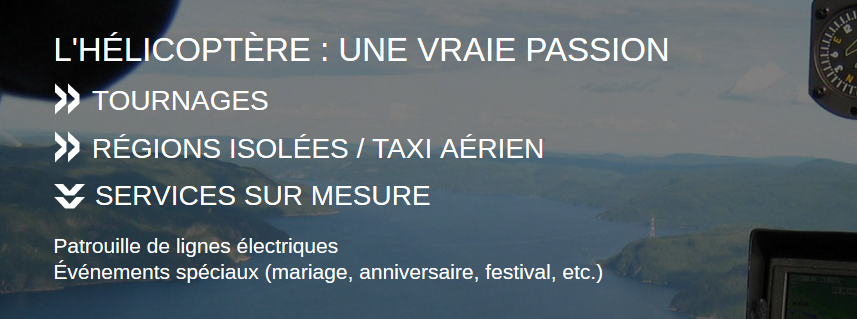 L'HÉLICOPTÈRE : UNE VRAIE PASSION
TOURNAGES
RÉGIONS ISOLÉES / TAXI AÉRIEN
SERVICES SUR MESURE
Patrouille de lignes électriques
Événements spéciaux (mariage, anniversaire, festival, etc.)